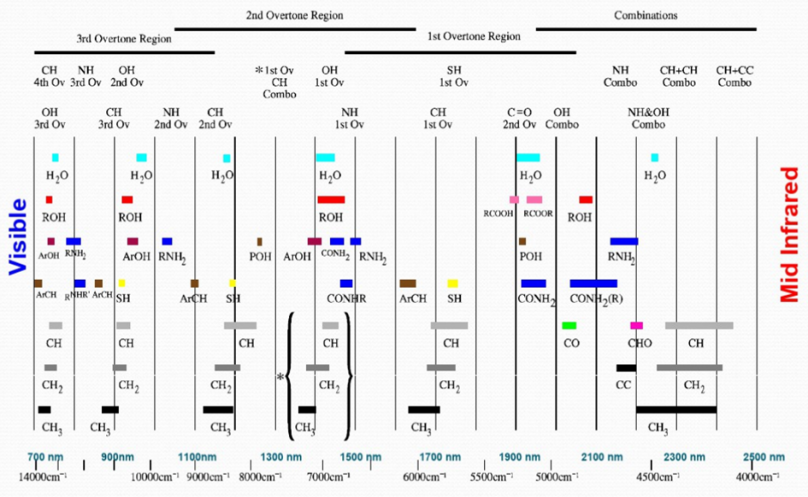 2nd Overtone Region
Combinations
3rd Overtone Region
1st Overtone Region
CH NH OH *1st Ov OH SH NH CH+CH CH+CC
4th Ov 3rd Ov 2nd Ov CH 1st Ov 1st Ov Combo Combo Combo
Combo
OH CH NH CH NH CH C=O OH NH&OH
3rd Ov 3rd Ov 2nd Ov 2nd Ov 1st Ov 1st Ov 2nd Ov Combo Combo
Visible
Mid Infrared
H2O H2O H2O H2O H2O H2O
ROH ROH ROH RCOOH RCOOR ROH
ArOH RNH2 ArOH RNH2 POH ArOH CONH2 RNH2 POH RNH2
ArCH RNHR' ArCH SH ArCH SH CONHR ArCH SH CONH2 CONH2(R)
CH CH CH CH CH CO CHO CH
CH2 CH2 CH2 * CH2 CH2 CC CH2
CH3 CH3 CH3 CH3 CH3 CH3
700 nm 900nm 1100nm 1300 nm 1500 nm 1700 nm 1900 nm 2100 nm 2300 nm 2500 nm
14000cm⁻¹ 10000cm⁻¹ 9000cm⁻¹ 8000cm⁻¹ 7000cm⁻¹ 6000cm⁻¹ 5500cm⁻¹ 5000cm⁻¹ 4500cm⁻¹ 4000cm⁻¹